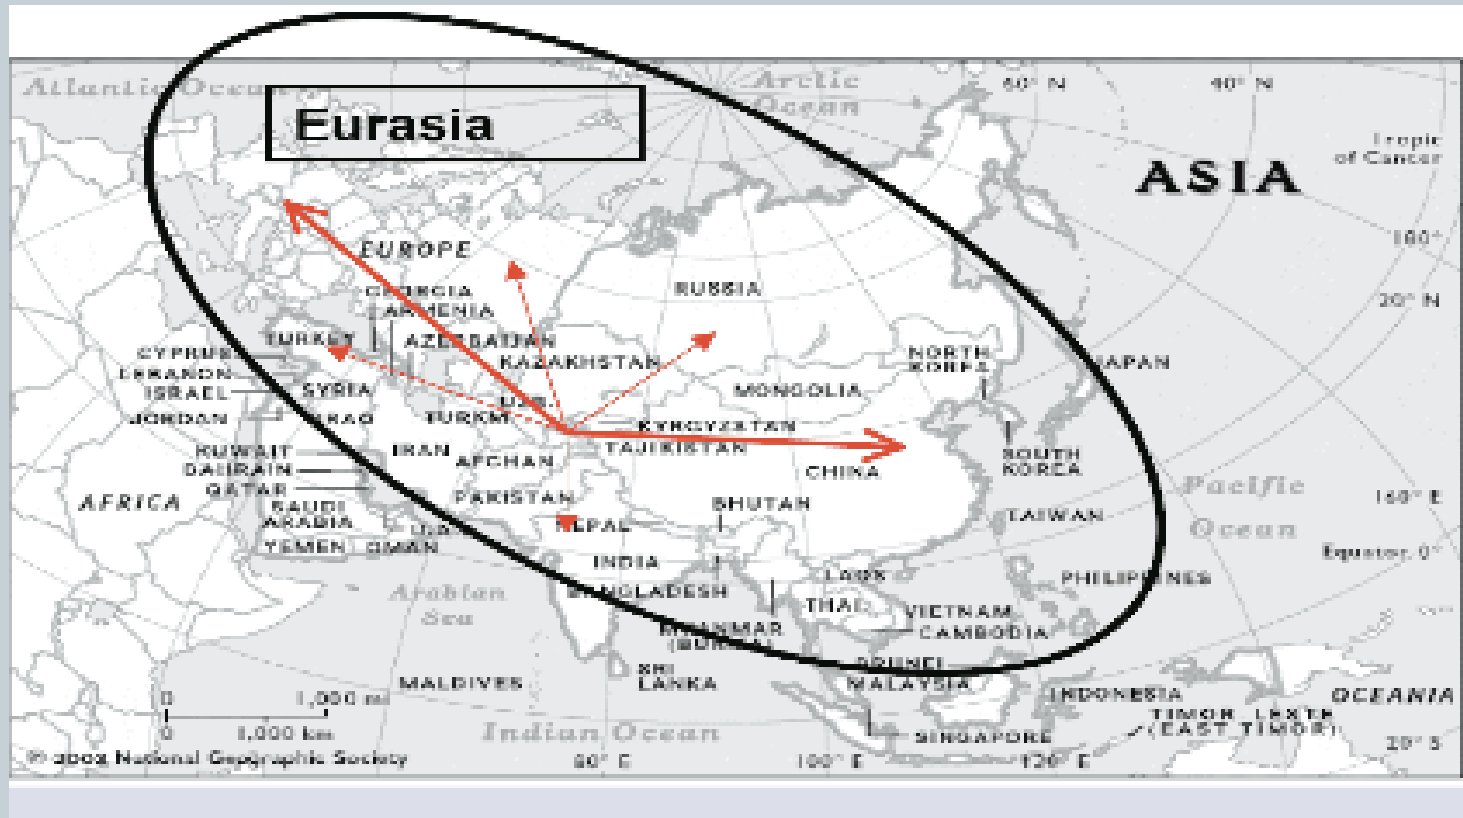 Atlantic Ocean
Arctic
Ocean
60° N
40° N
Eurasia
Tropic
of Cancer
ASIA
180°
EUROPE
RUSSIA
20° N
GEORGIA
ARMENIA
TURKEY
AZERBAIJAN
CYPRUS
LEBANON
KAZAKHSTAN
NORTH
KOREA
JAPAN
ISRAEL
SYRIA
MONGOLIA
UZB.
JORDAN
IRAQ
TURKM.
KYRGYZSTAN
KUWAIT
IRAN
AFGHAN.
TAJIKISTAN
SOUTH
KOREA
BAHRAIN
CHINA
QATAR
AFRICA
PAKISTAN
BHUTAN
Pacific
Ocean
160° E
SAUDI
ARABIA
NEPAL
TAIWAN
YEMEN
OMAN
INDIA
Equator 0°
Arabian
Sea
BANGLADESH
LAOS
PHILIPPINES
THAI.
VIETNAM
CAMBODIA
MYANMAR
(BURMA)
SRI
LANKA
BRUNEI
MALAYSIA
MALDIVES
INDONESIA
OCEANIA
0
1,000 mi
0
1,000 km
Indian Ocean
SINGAPORE
TIMOR-LESTE
(EAST TIMOR)
20° S
© 2003 National Geographic Society
80° E
100° E
120° E